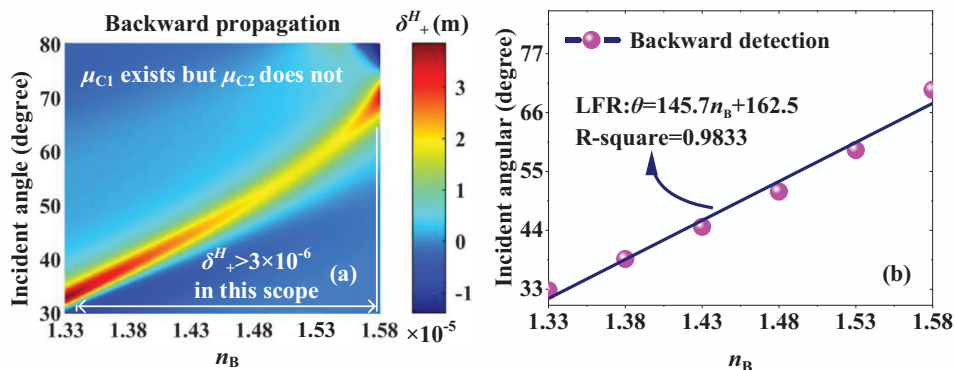 Backward propagation
δᴴ₊ (m)
Incident angle (degree)
80
70
60
50
40
30
μC1 exists but μC2 does not
δᴴ₊>3×10⁻⁶
in this scope
(a)
1.33 1.38 1.43 1.48 1.53 1.58
nB
3
2
1
0
-1
×10⁻⁵
Incident angular (degree)
77
66
55
44
33
Backward detection
LFR:θ=145.7nB+162.5
R-square=0.9833
(b)
1.33 1.38 1.43 1.48 1.53 1.58
nB